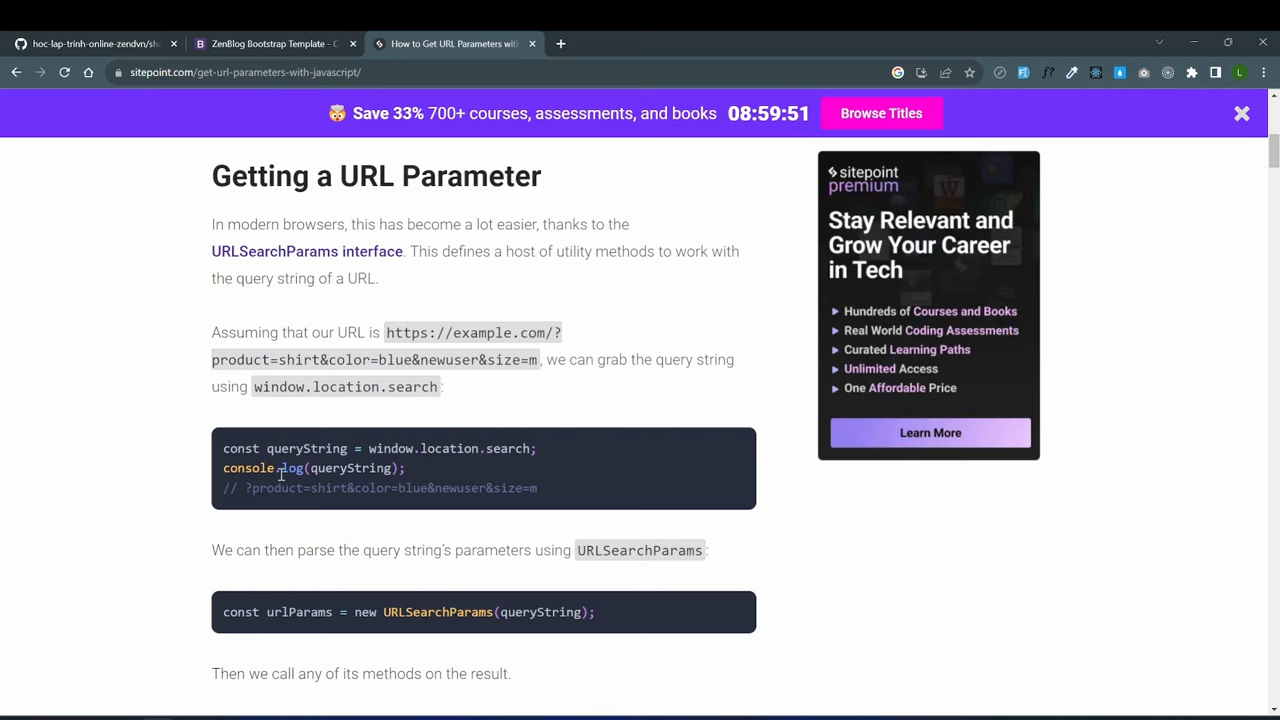 hoc-lap-trinh-online-zendvn/sha
ZenBlog Bootstrap Template - C
How to Get URL Parameters with
sitepoint.com/get-url-parameters-with-javascript/
L
🤯 Save 33% 700+ courses, assessments, and books 08:59:51 Browse Titles
Getting a URL Parameter
In modern browsers, this has become a lot easier, thanks to the
URLSearchParams interface. This defines a host of utility methods to work with
the query string of a URL.
Assuming that our URL is https://example.com/?
product=shirt&color=blue&newuser&size=m, we can grab the query string
using window.location.search:
const queryString = window.location.search;
console.log(queryString);
// ?product=shirt&color=blue&newuser&size=m
We can then parse the query string's parameters using URLSearchParams:
const urlParams = new URLSearchParams(queryString);
Then we call any of its methods on the result.
sitepoint
premium
Stay Relevant and
Grow Your Career
in Tech
Hundreds of Courses and Books
Real World Coding Assessments
Curated Learning Paths
Unlimited Access
One Affordable Price
Learn More